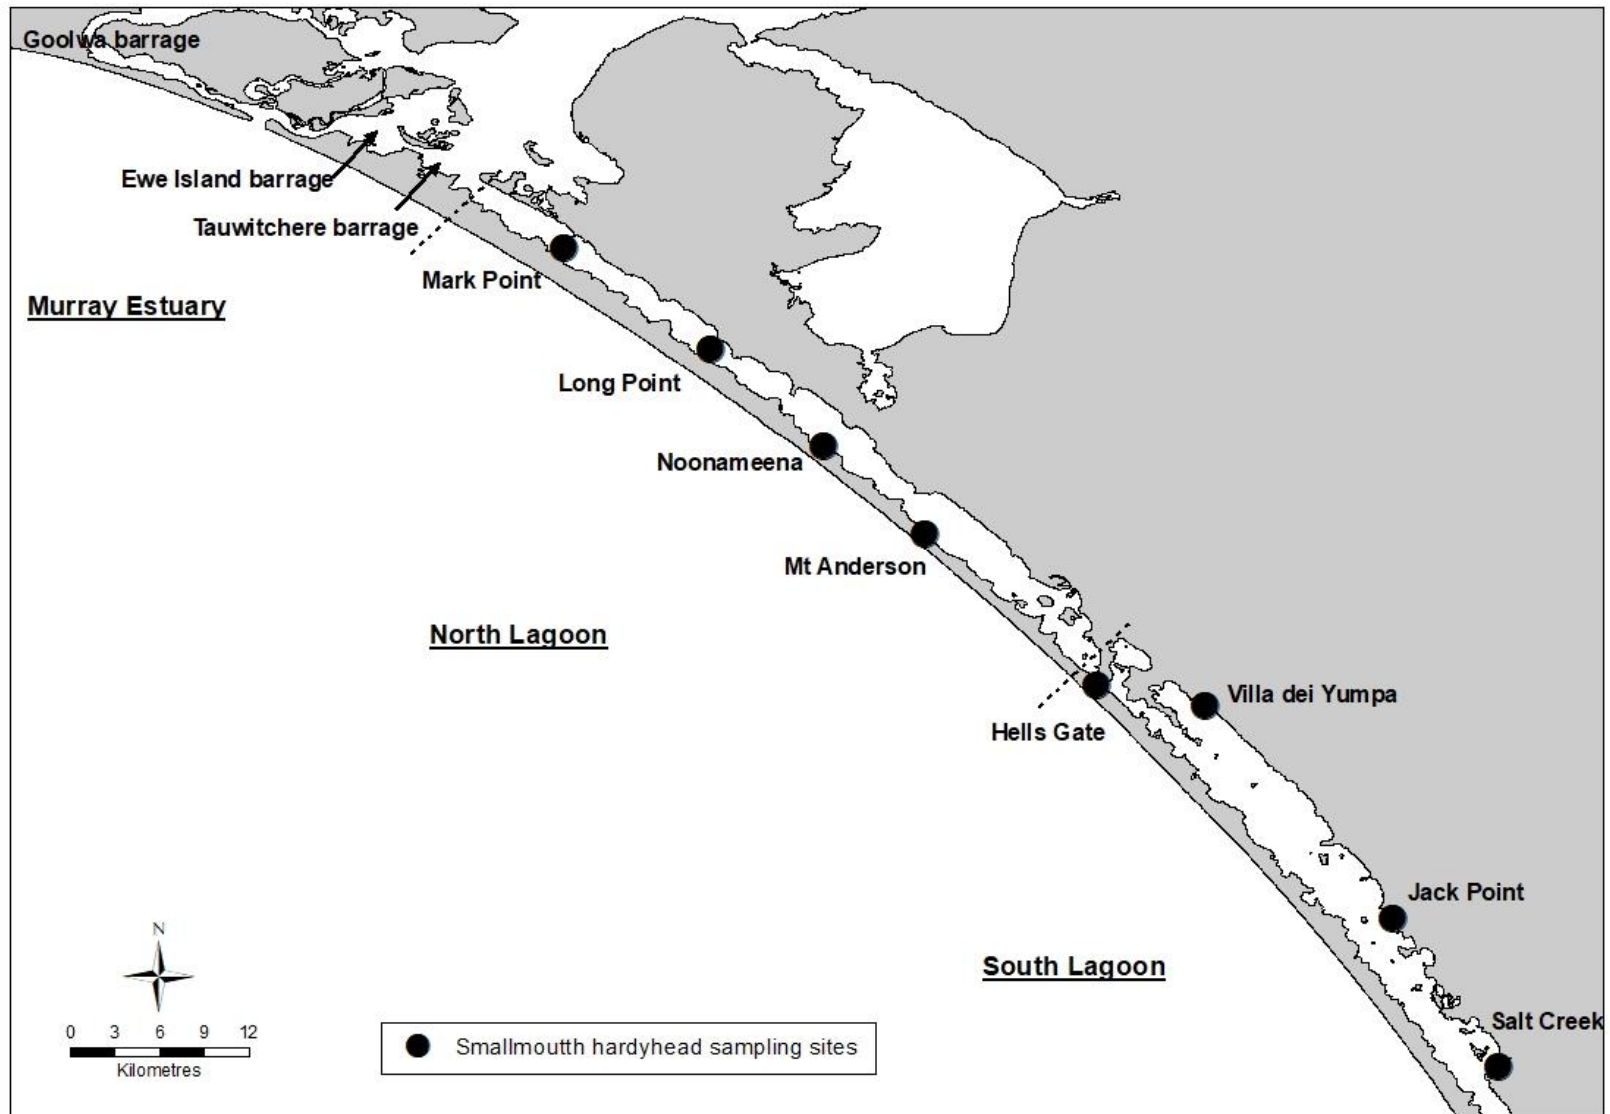 Goolwa barrage
Ewe Island barrage
Tauwitchere barrage
Mark Point
Murray Estuary
Long Point
Noonameena
Mt Anderson
North Lagoon
Villa dei Yumpa
Hells Gate
Jack Point
South Lagoon
Salt Creek
N
0 3 6 9 12
Kilometres
Smallmoutth hardyhead sampling sites